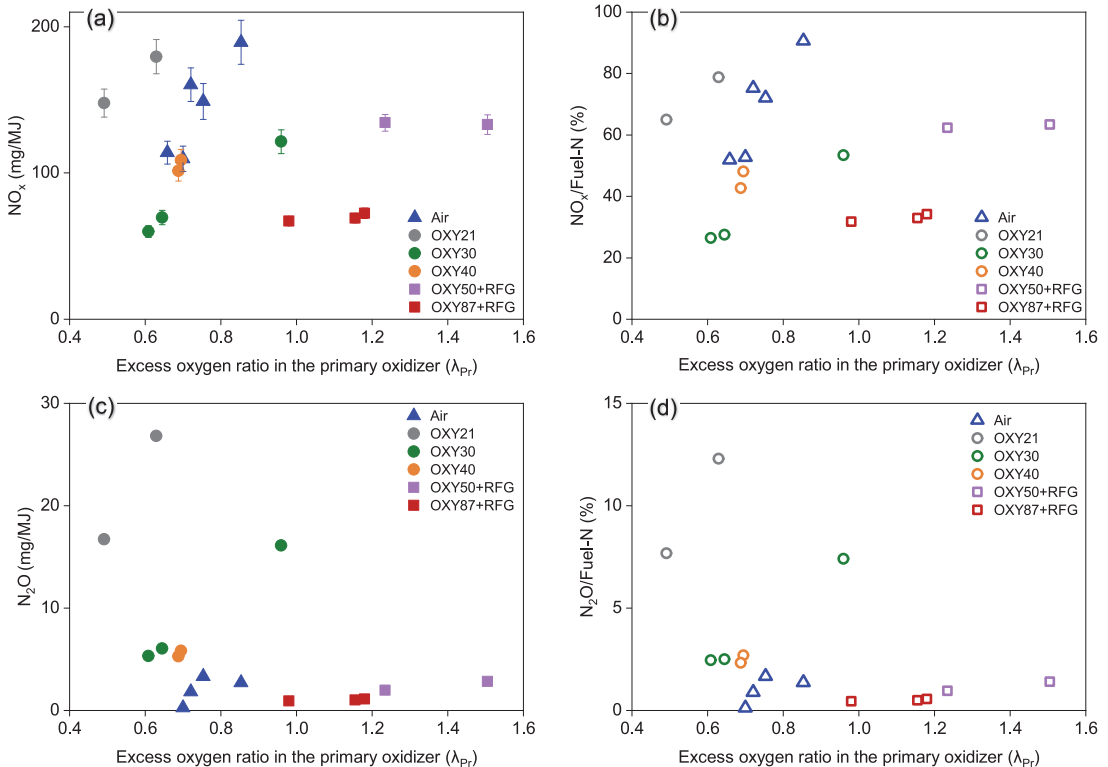 (a)
NOx (mg/MJ)
200
100
0
0.4 0.6 0.8 1.0 1.2 1.4 1.6
Excess oxygen ratio in the primary oxidizer (λPr)
Air
OXY21
OXY30
OXY40
OXY50+RFG
OXY87+RFG
(b)
NOx/Fuel-N (%)
100
80
60
40
20
0
0.4 0.6 0.8 1.0 1.2 1.4 1.6
Excess oxygen ratio in the primary oxidizer (λPr)
Air
OXY21
OXY30
OXY40
OXY50+RFG
OXY87+RFG
(c)
N2O (mg/MJ)
30
20
10
0
0.4 0.6 0.8 1.0 1.2 1.4 1.6
Excess oxygen ratio in the primary oxidizer (λPr)
Air
OXY21
OXY30
OXY40
OXY50+RFG
OXY87+RFG
(d)
N2O/Fuel-N (%)
15
10
5
0
0.4 0.6 0.8 1.0 1.2 1.4 1.6
Excess oxygen ratio in the primary oxidizer (λPr)
Air
OXY21
OXY30
OXY40
OXY50+RFG
OXY87+RFG